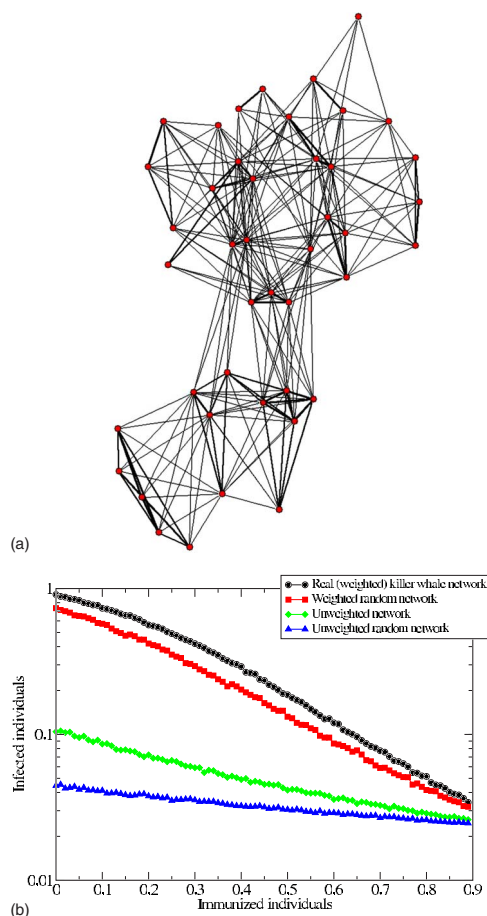 (a)
Real (weighted) killer whale network
Weighted random network
Unweighted network
Unweighted random network
1
0.1
0.01
Infected individuals
0 0.1 0.2 0.3 0.4 0.5 0.6 0.7 0.8 0.9
Immunized individuals
(b)